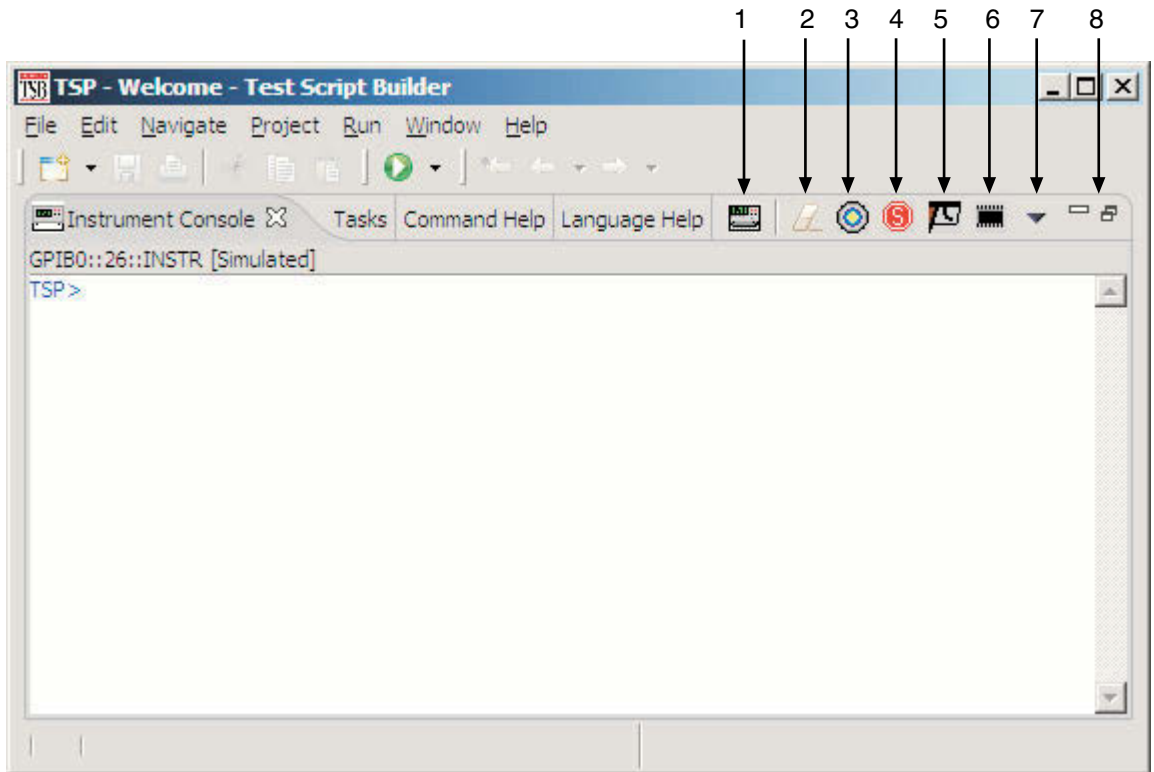 1 2 3 4 5 6 7 8
TSB TSP - Welcome - Test Script Builder
File Edit Navigate Project Run Window Help
Instrument Console Tasks Command Help Language Help S
GPIB0::26::INSTR [Simulated]
TSP>